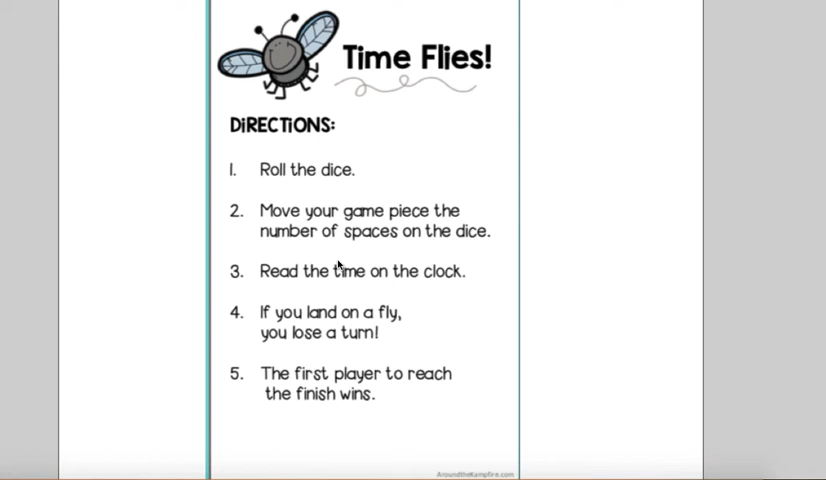 Time Flies!
DIRECTIONS:
1. Roll the dice.
2. Move your game piece the
number of spaces on the dice.
3. Read the time on the clock.
4. If you land on a fly,
you lose a turn!
5. The first player to reach
the finish wins.
AroundtheKampfire.com